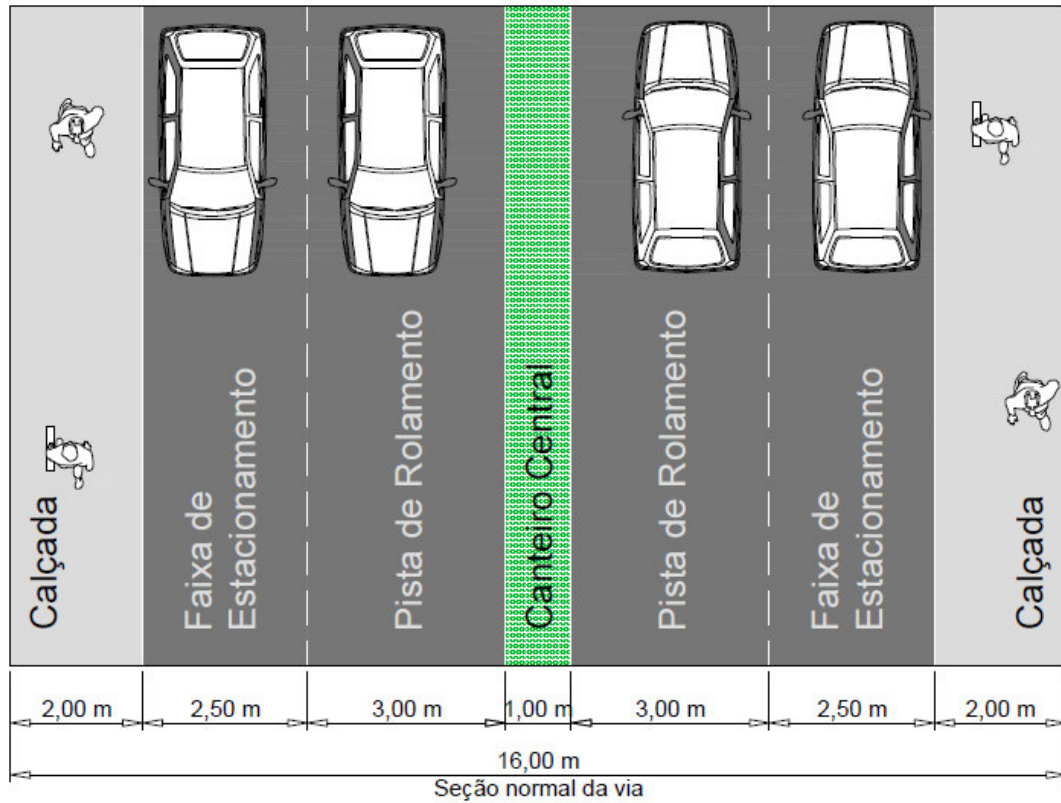 Calçada
Faixa de
Estacionamento
Pista de Rolamento
Canteiro Central
Pista de Rolamento
Faixa de
Estacionamento
Calçada
2,00 m
2,50 m
3,00 m
1,00 m
3,00 m
2,50 m
2,00 m
16,00 m
Seção normal da via